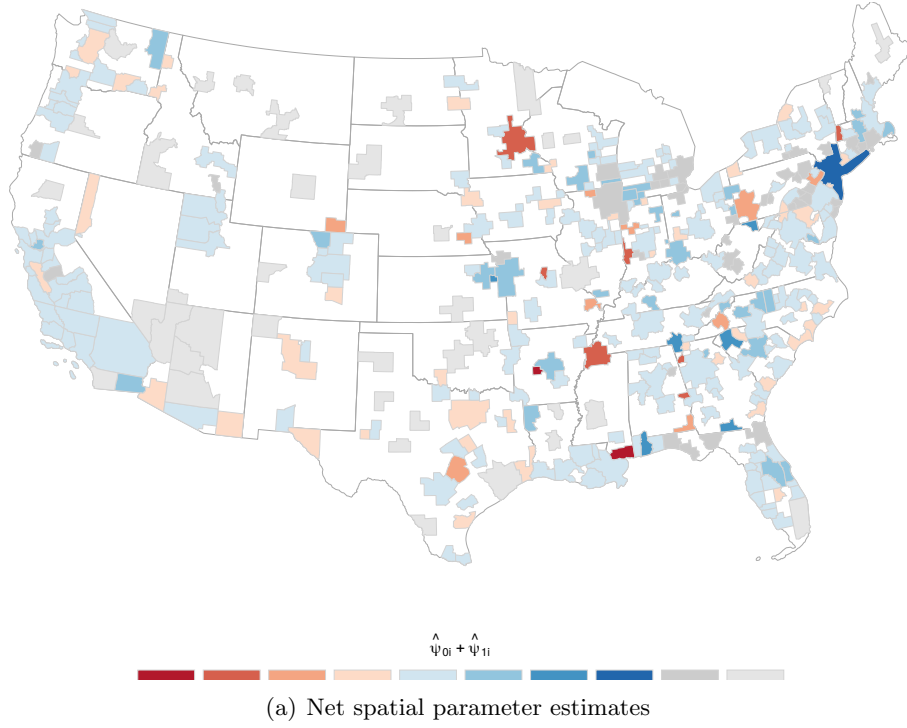 ψ̂0i + ψ̂1i
(a) Net spatial parameter estimates